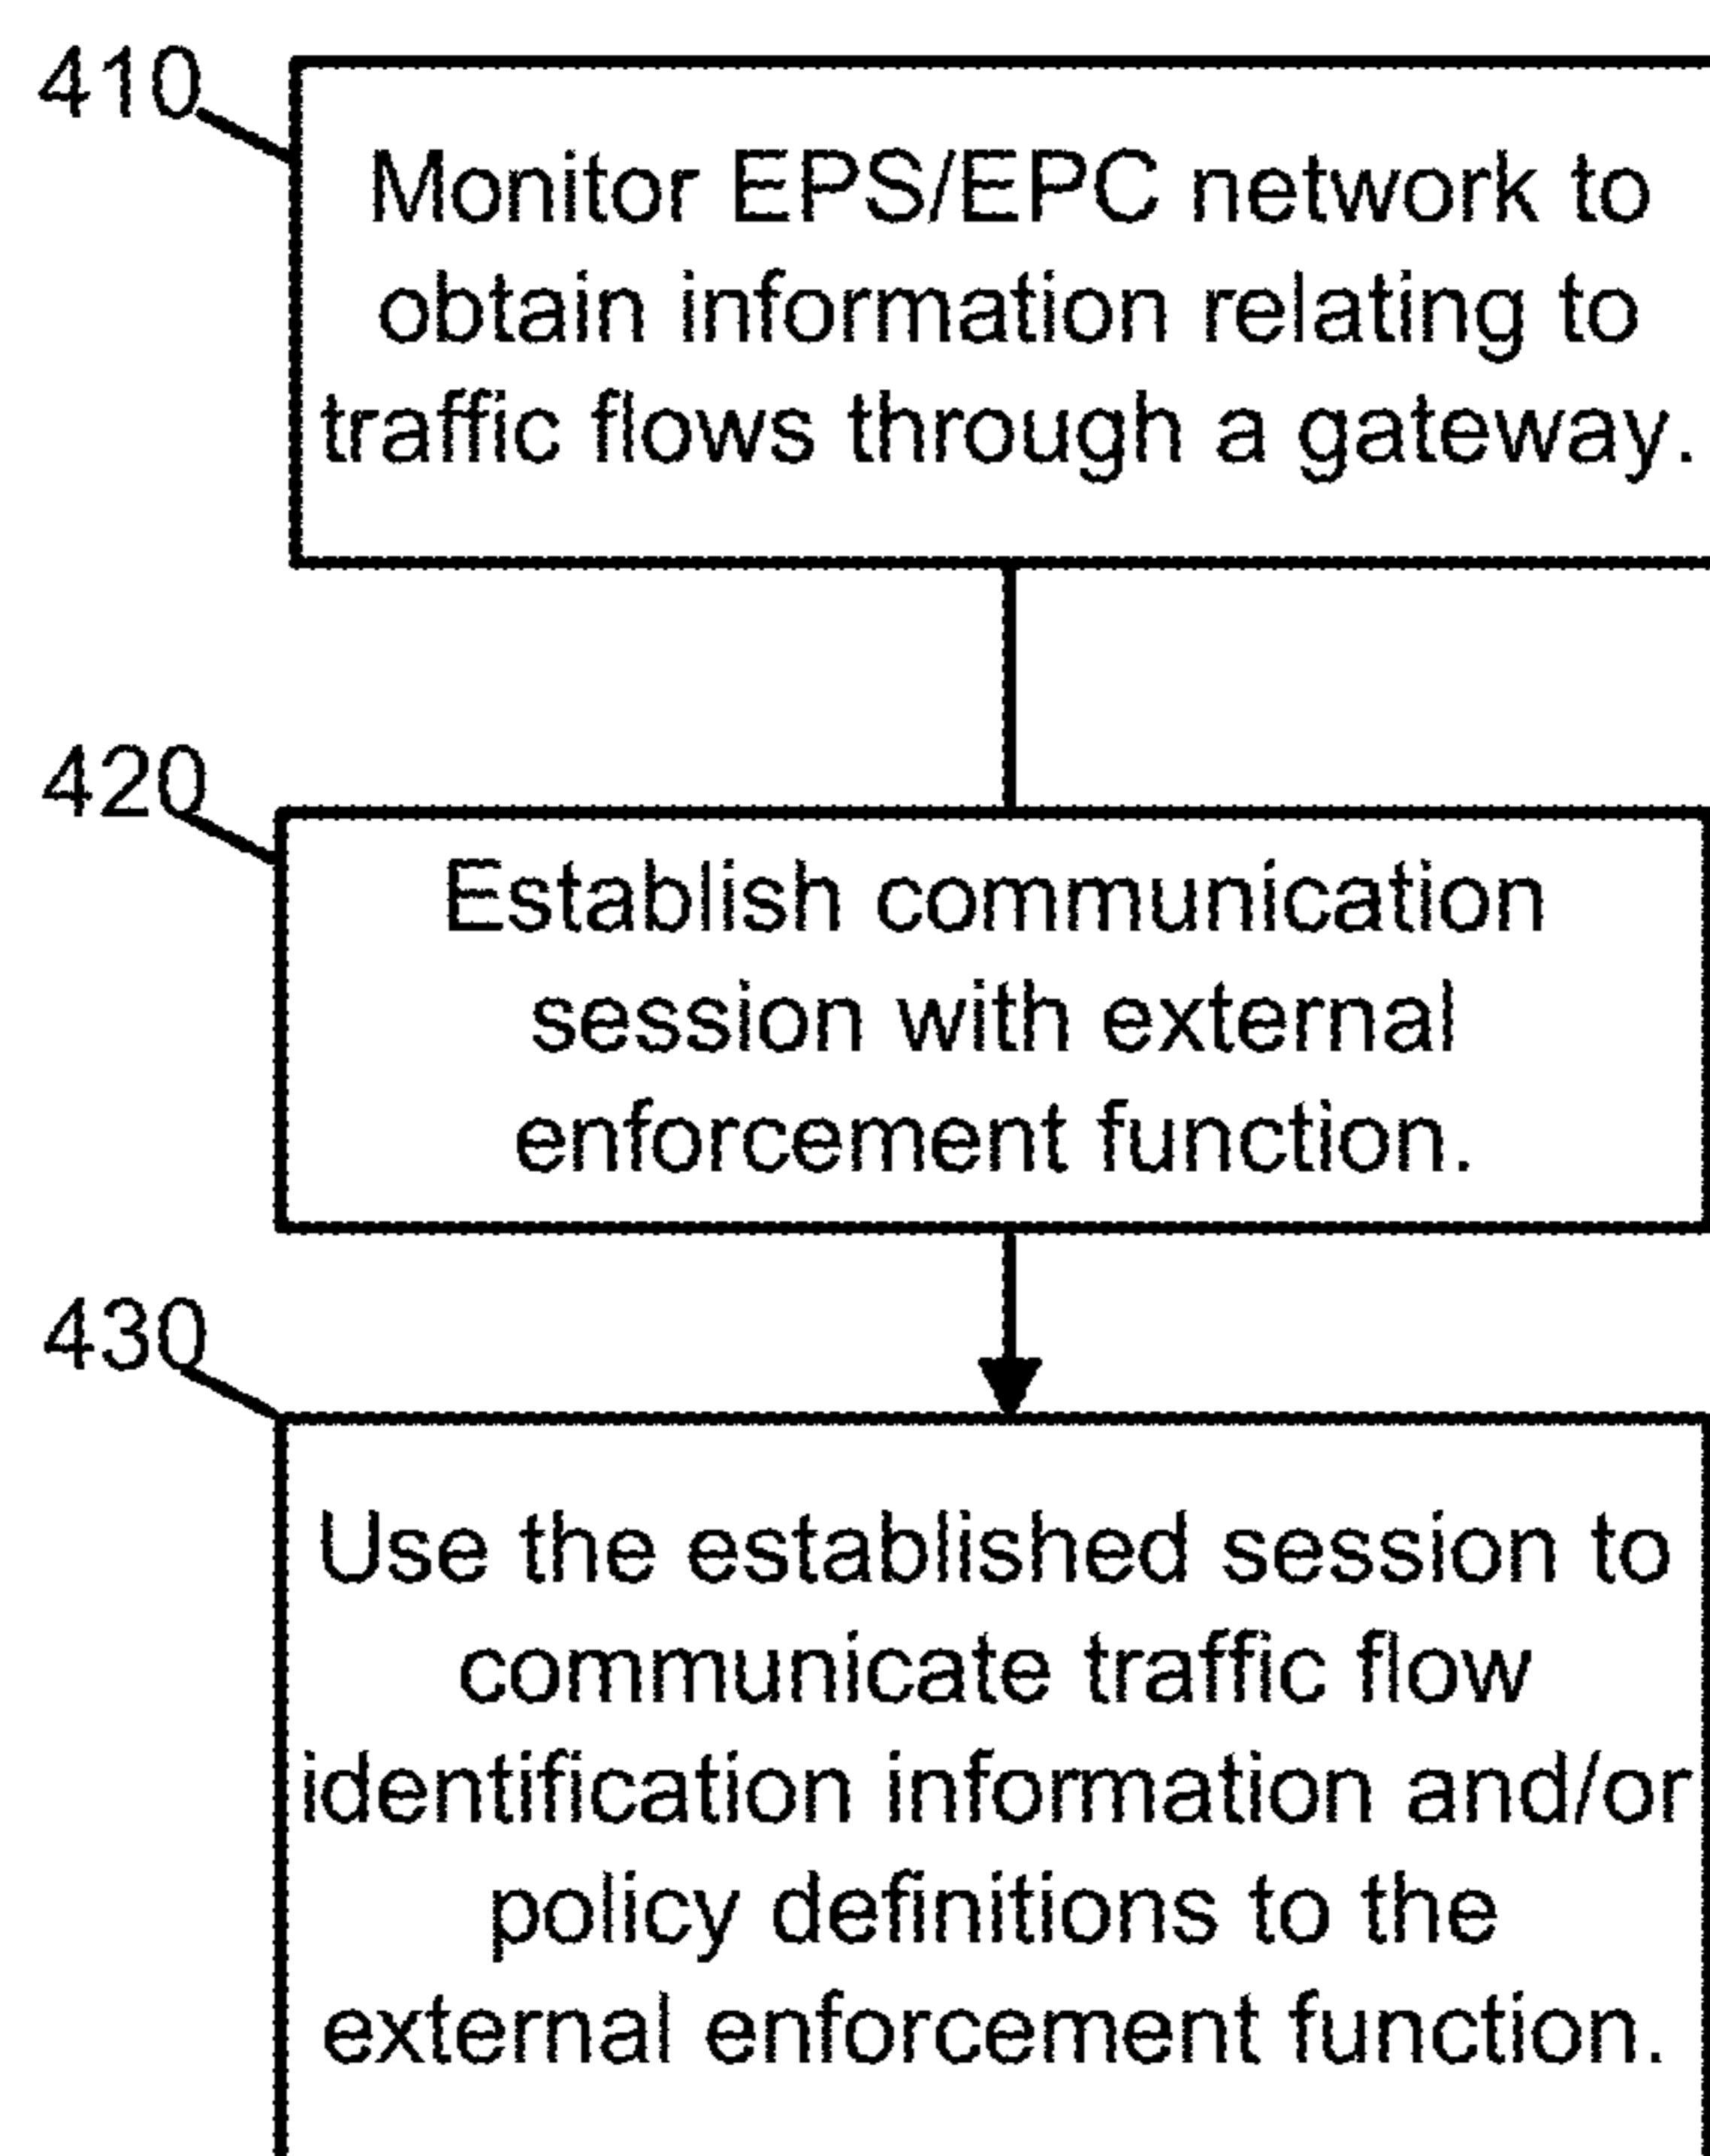 410
Monitor EPS/EPC network to
obtain information relating to
traffic flows through a gateway.
420
Establish communication
session with external
enforcement function.
430
Use the established session to
communicate traffic flow
identification information and/or
policy definitions to the
external enforcement function.